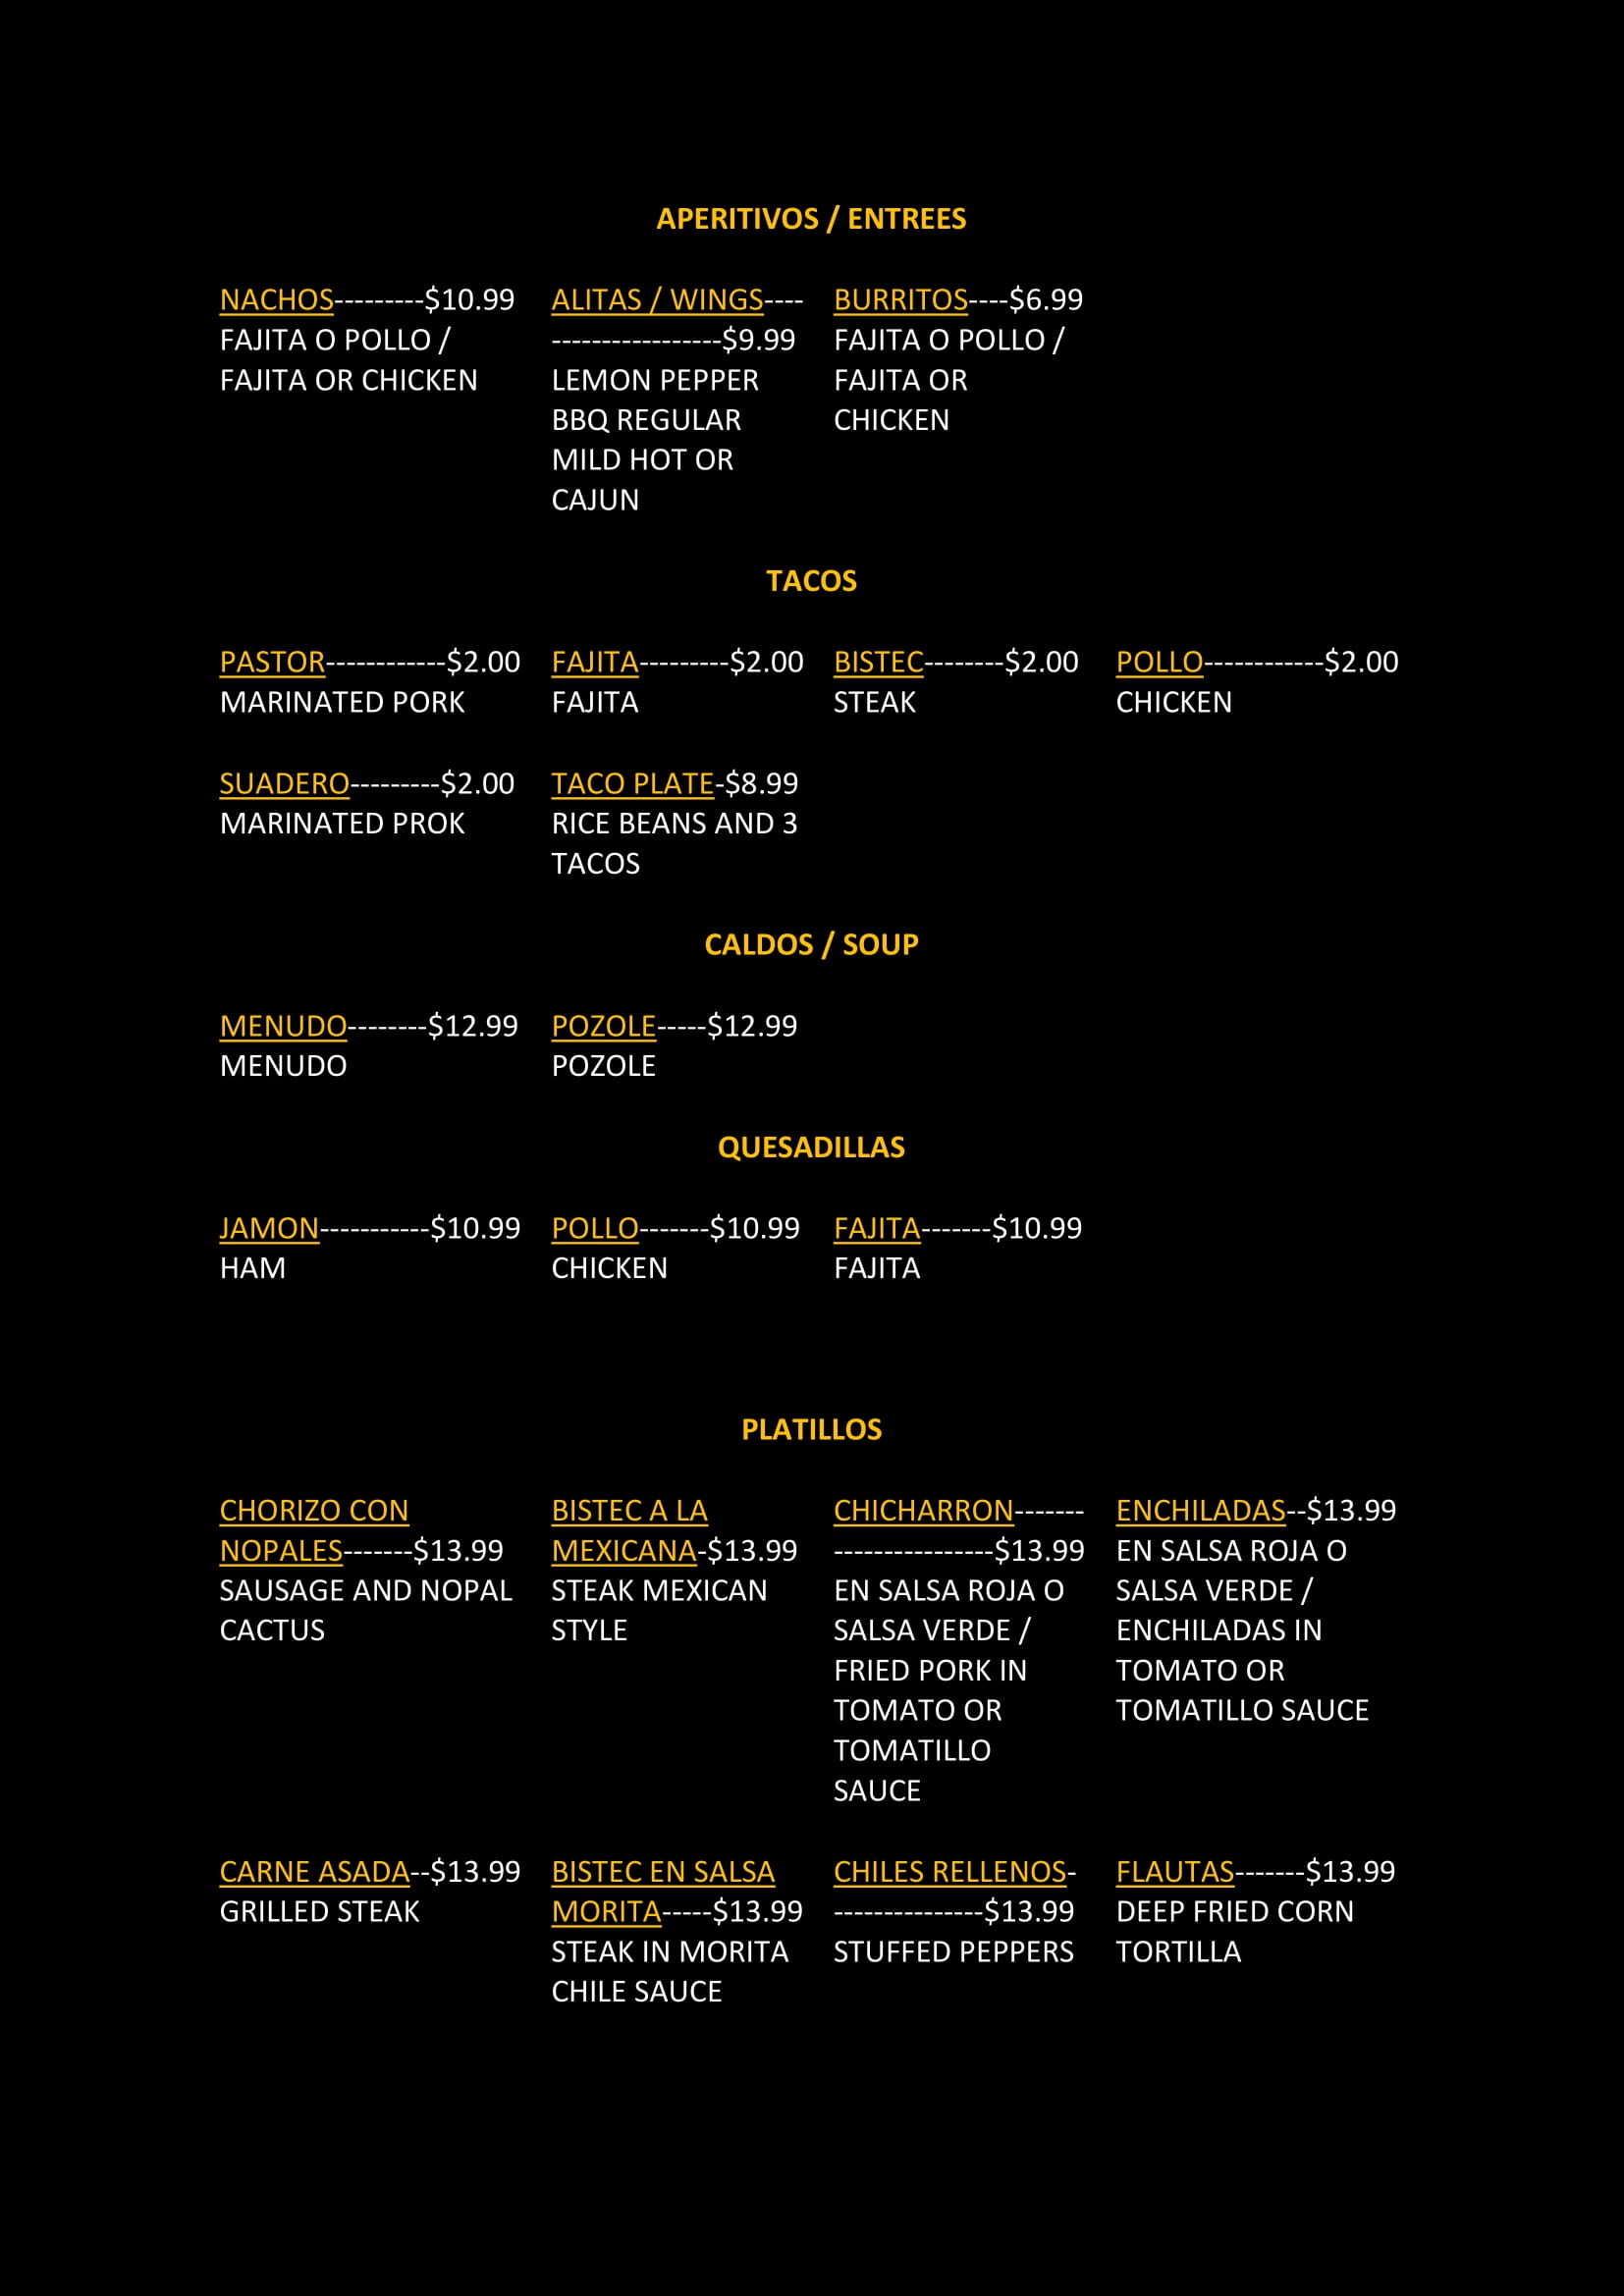 APERITIVOS / ENTREES
NACHOS----------$10.99
FAJITA O POLLO /
FAJITA OR CHICKEN
ALITAS / WINGS----
-----------------$9.99
LEMON PEPPER
BBQ REGULAR
MILD HOT OR
CAJUN
BURRITOS----$6.99
FAJITA O POLLO /
FAJITA OR
CHICKEN
TACOS
PASTOR-------------$2.00
MARINATED PORK
FAJITA----------$2.00
FAJITA
BISTEC---------$2.00
STEAK
POLLO-------------$2.00
CHICKEN
SUADERO----------$2.00
MARINATED PROK
TACO PLATE-$8.99
RICE BEANS AND 3
TACOS
CALDOS / SOUP
MENUDO---------$12.99
MENUDO
POZOLE-----$12.99
POZOLE
QUESADILLAS
JAMON------------$10.99
HAM
POLLO--------$10.99
CHICKEN
FAJITA--------$10.99
FAJITA
PLATILLOS
CHORIZO CON
NOPALES-------$13.99
SAUSAGE AND NOPAL
CACTUS
BISTEC A LA
MEXICANA-$13.99
STEAK MEXICAN
STYLE
CHICHARRON-------
----------------$13.99
EN SALSA ROJA O
SALSA VERDE /
FRIED PORK IN
TOMATO OR
TOMATILLO
SAUCE
ENCHILADAS--$13.99
EN SALSA ROJA O
SALSA VERDE /
ENCHILADAS IN
TOMATO OR
TOMATILLO SAUCE
CARNE ASADA--$13.99
GRILLED STEAK
BISTEC EN SALSA
MORITA-----$13.99
STEAK IN MORITA
CHILE SAUCE
CHILES RELLENOS-
---------------$13.99
STUFFED PEPPERS
FLAUTAS-------$13.99
DEEP FRIED CORN
TORTILLA